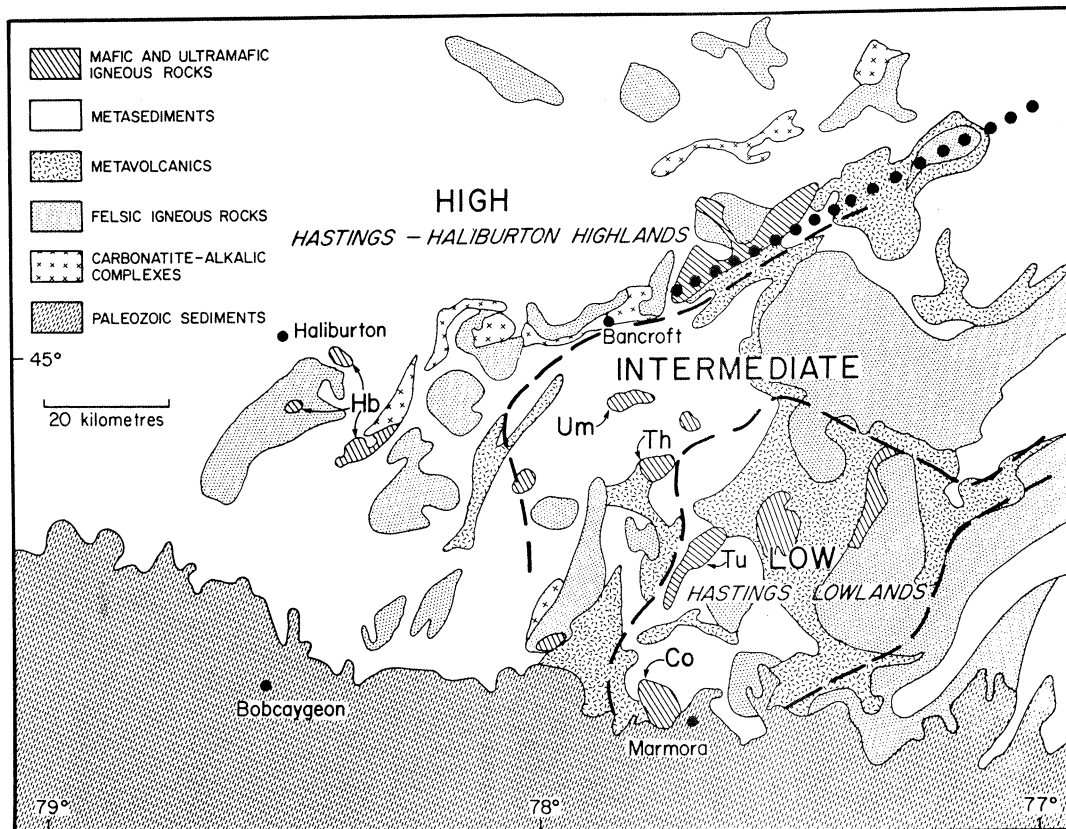 MAFIC AND ULTRAMAFIC
IGNEOUS ROCKS
METASEDIMENTS
METAVOLCANICS
FELSIC IGNEOUS ROCKS
CARBONATITE-ALKALIC
COMPLEXES
PALEOZOIC SEDIMENTS
HIGH
HASTINGS – HALIBURTON HIGHLANDS
Haliburton
Bancroft
45°
INTERMEDIATE
20 kilometres
Hb
Um
Th
Tu
LOW
HASTINGS LOWLANDS
Co
Bobcaygeon
Marmora
79°
78°
77°